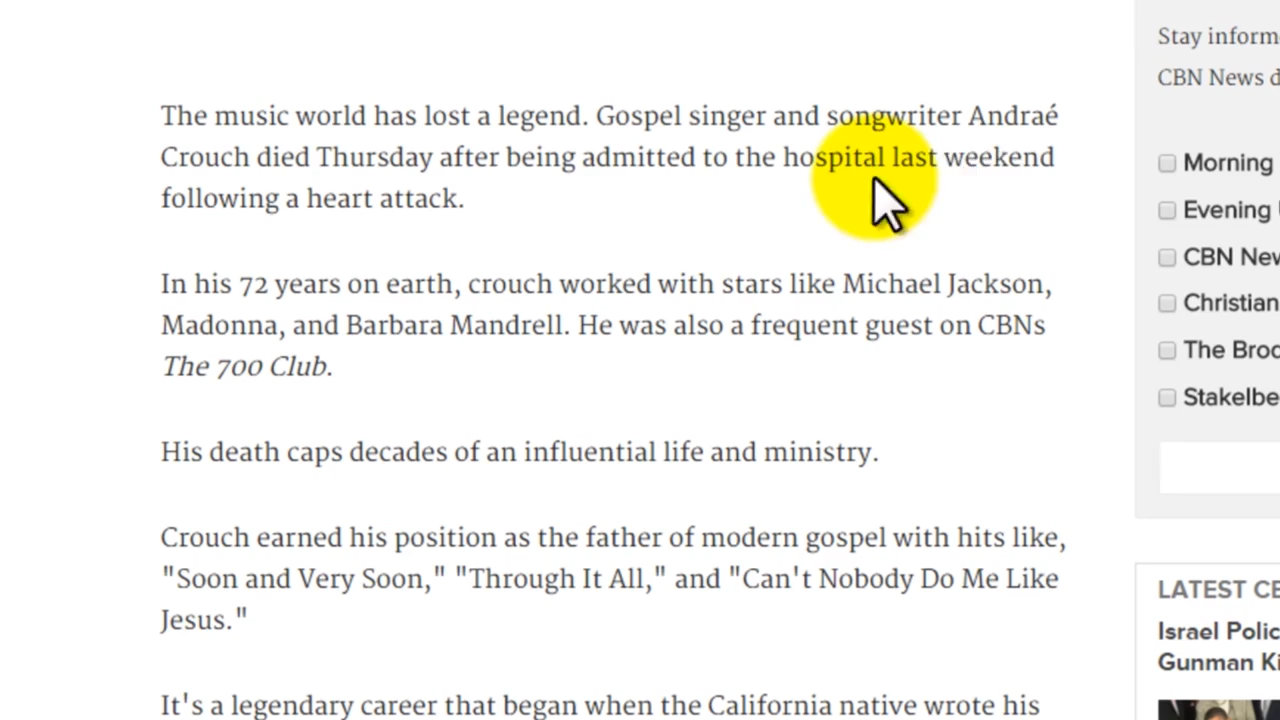 The music world has lost a legend. Gospel singer and songwriter Andraé
Crouch died Thursday after being admitted to the hospital last weekend
following a heart attack.
In his 72 years on earth, crouch worked with stars like Michael Jackson,
Madonna, and Barbara Mandrell. He was also a frequent guest on CBNs
The 700 Club.
His death caps decades of an influential life and ministry.
Crouch earned his position as the father of modern gospel with hits like,
"Soon and Very Soon," "Through It All," and "Can't Nobody Do Me Like
Jesus."
It's a legendary career that began when the California native wrote his
Stay inform
CBN News d
Morning
Evening
CBN New
Christian
The Brod
Stakelbe
LATEST CB
Israel Polic
Gunman Ki